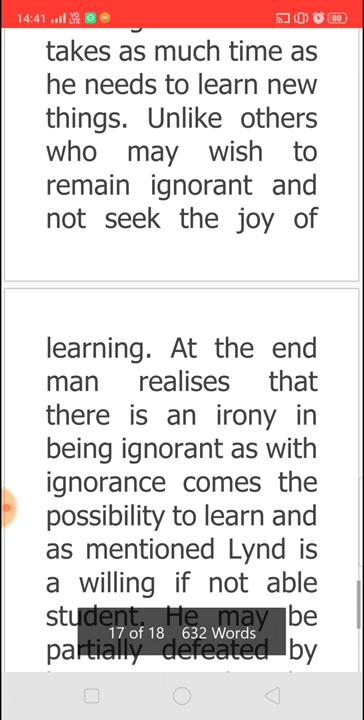 14:41 VO LTE 80
takes as much time as
he needs to learn new
things. Unlike others
who may wish to
remain ignorant and
not seek the joy of
learning. At the end
man realises that
there is an irony in
being ignorant as with
ignorance comes the
possibility to learn and
as mentioned Lynd is
a willing if not able
student. He may be
17 of 18 632 Words
partially defeated by